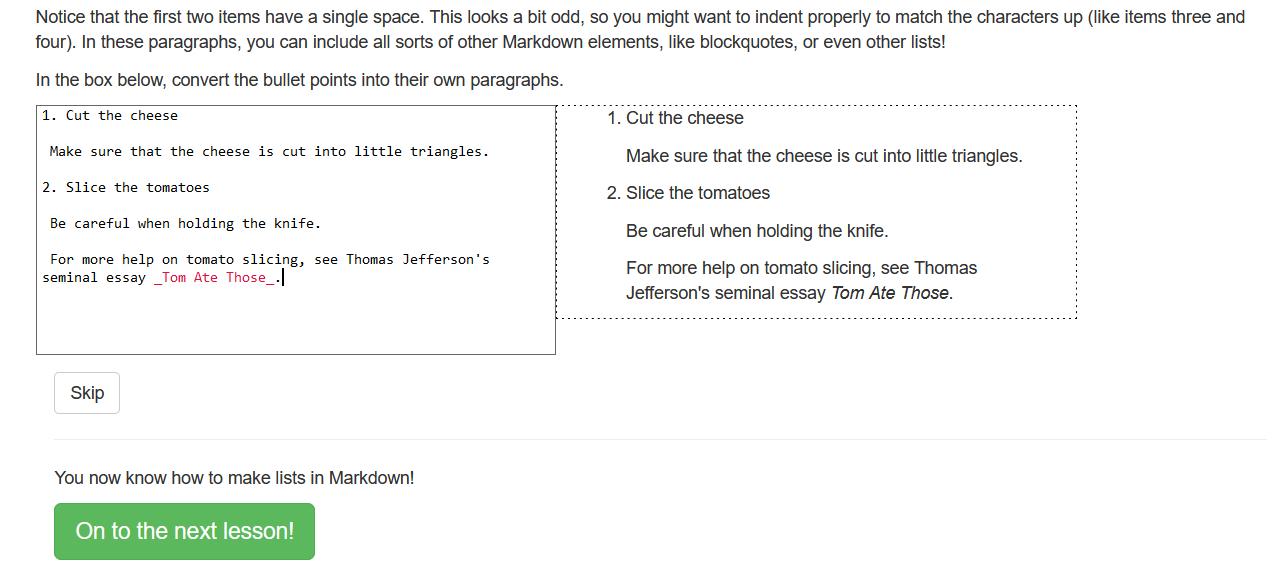 Notice that the first two items have a single space. This looks a bit odd, so you might want to indent properly to match the characters up (like items three and
four). In these paragraphs, you can include all sorts of other Markdown elements, like blockquotes, or even other lists!
In the box below, convert the bullet points into their own paragraphs.
1. Cut the cheese
Make sure that the cheese is cut into little triangles.
2. Slice the tomatoes
Be careful when holding the knife.
For more help on tomato slicing, see Thomas Jefferson's
seminal essay _Tom Ate Those_.
1. Cut the cheese
Make sure that the cheese is cut into little triangles.
2. Slice the tomatoes
Be careful when holding the knife.
For more help on tomato slicing, see Thomas
Jefferson's seminal essay Tom Ate Those.
Skip
You now know how to make lists in Markdown!
On to the next lesson!